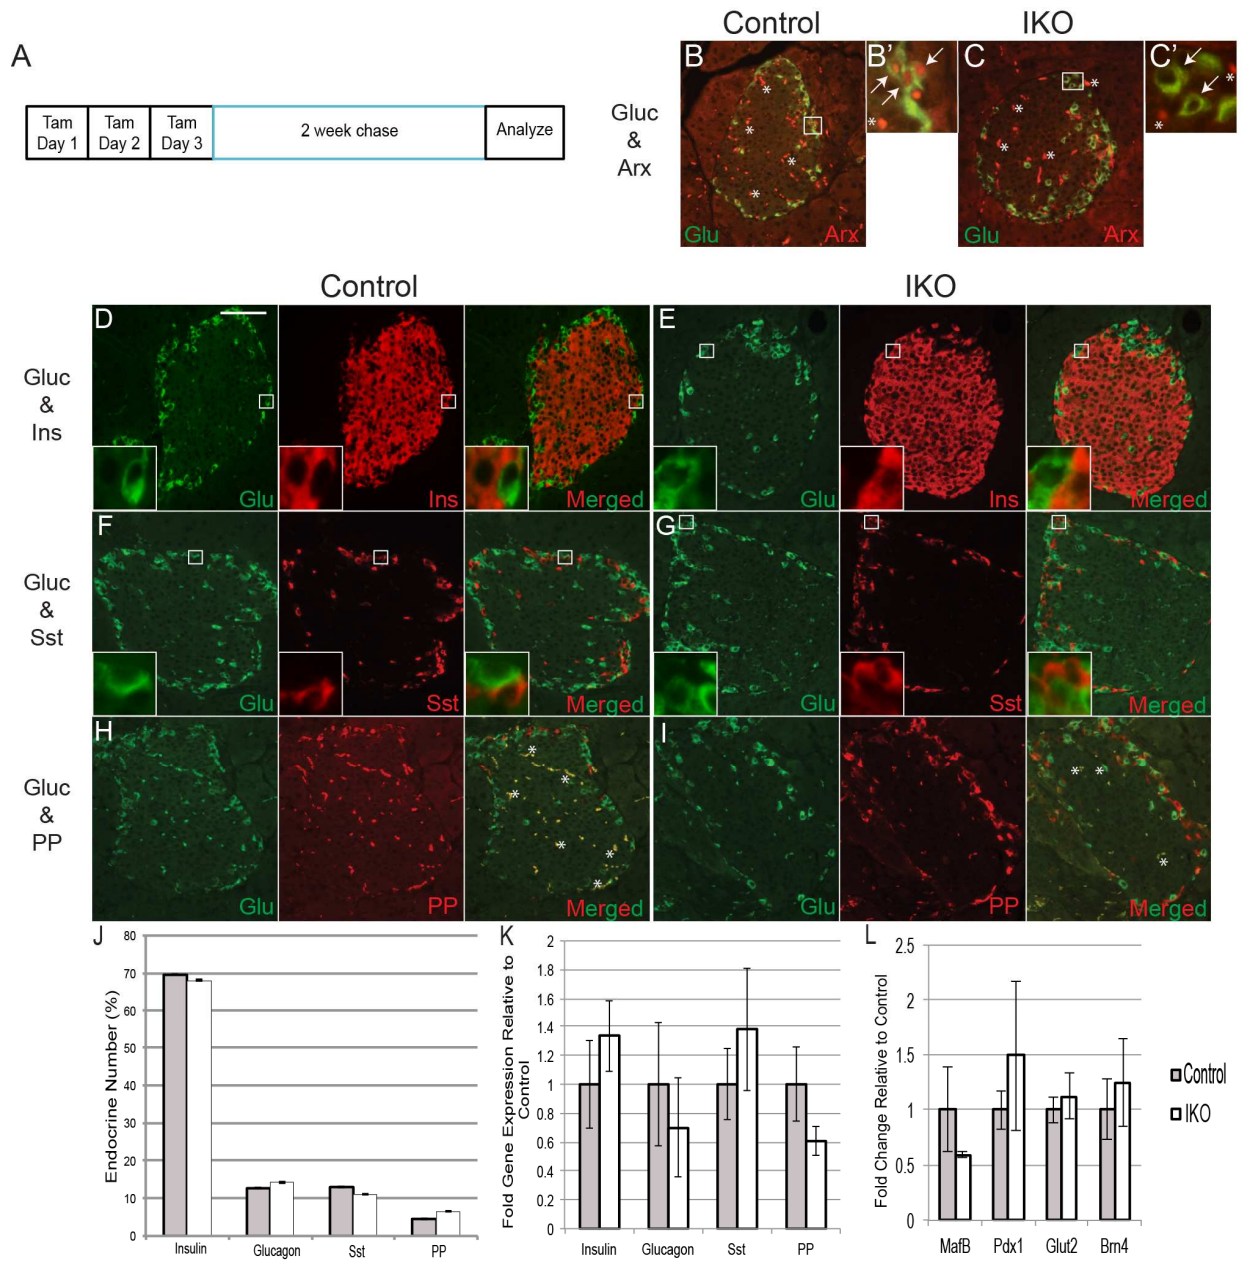 Control
IKO
A
Tam Day 1
Tam Day 2
Tam Day 3
2 week chase
Analyze
Gluc
&
Arx
B
B'
C
C'
*
*
*
*
*
*
*
*
*
*
*
Glu
Arx
Glu
Arx
Control
IKO
Gluc
&
Ins
D
E
Glu
Ins
Merged
Glu
Ins
Merged
Gluc
&
Sst
F
G
Glu
Sst
Merged
Glu
Sst
Merged
Gluc
&
PP
H
I
*
*
*
*
*
*
*
*
*
Glu
PP
Merged
Glu
PP
Merged
J
Endocrine Number (%)
80
70
60
50
40
30
20
10
0
Insulin
Glucagon
Sst
PP
K
Fold Gene Expression Relative to
Control
2
1.8
1.6
1.4
1.2
1
0.8
0.6
0.4
0.2
0
Insulin
Glucagon
Sst
PP
L
Fold Change Relative to Control
2.5
2
1.5
1
0.5
0
MafB
Pdx1
Glut2
Brn4
Control
IKO